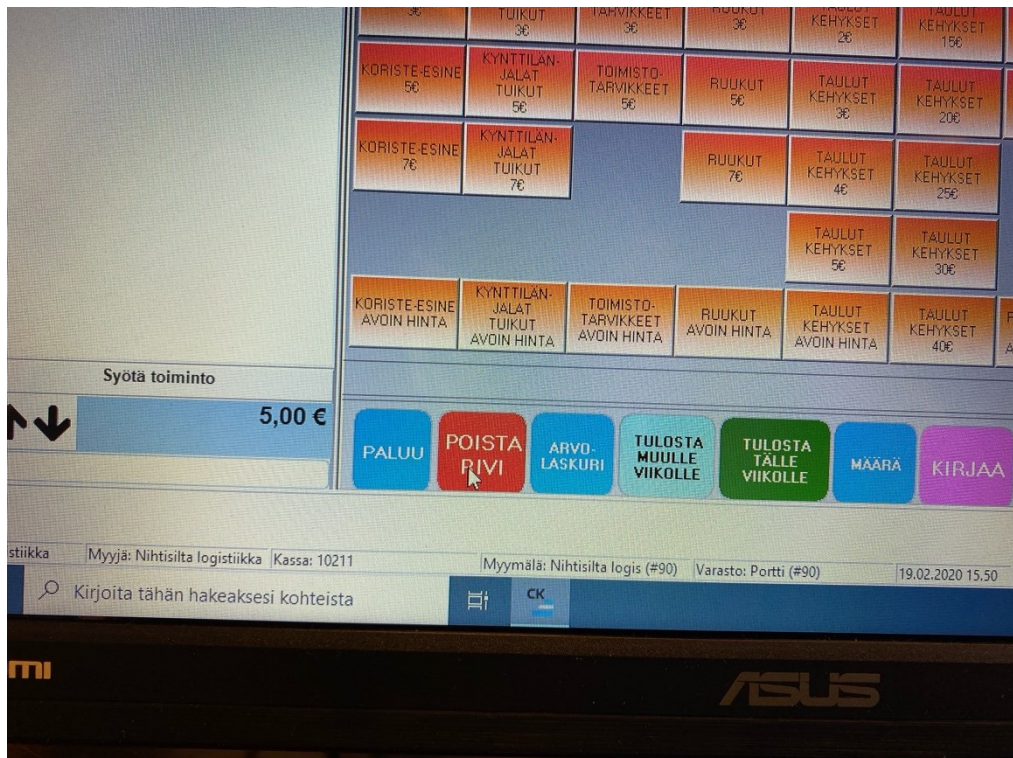 3€
TUIKUT
3€
TARVIKKEET
3€
RUUKUT
3€
KEHYKSET
2€
TAULUT
KEHYKSET
15€
KORISTE-ESINE
5€
KYNTTILÄN-
JALAT
TUIKUT
5€
TOIMISTO-
TARVIKKEET
5€
RUUKUT
5€
TAULUT
KEHYKSET
3€
TAULUT
KEHYKSET
20€
KORISTE-ESINE
7€
KYNTTILÄN-
JALAT
TUIKUT
7€
RUUKUT
7€
TAULUT
KEHYKSET
4€
TAULUT
KEHYKSET
25€
TAULUT
KEHYKSET
5€
TAULUT
KEHYKSET
30€
KORISTE-ESINE
AVOIN HINTA
KYNTTILÄN-
JALAT
TUIKUT
AVOIN HINTA
TOIMISTO-
TARVIKKEET
AVOIN HINTA
RUUKUT
AVOIN HINTA
TAULUT
KEHYKSET
AVOIN HINTA
TAULUT
KEHYKSET
40€
Syötä toiminto
5,00 €
PALUU
POISTA
RIVI
ARVO-
LASKURI
TULOSTA
MUULLE
VIIKOLLE
TULOSTA
TÄLLE
VIIKOLLE
MÄÄRÄ
KIRJAA
stiikka
Myyjä: Nihtisilta logistiikka
Kassa: 10211
Myymälä: Nihtisilta logis (#90)
Varasto: Portti (#90)
19.02.2020 15.50
Kirjoita tähän hakeaksesi kohteista
CK
mi
ASUS